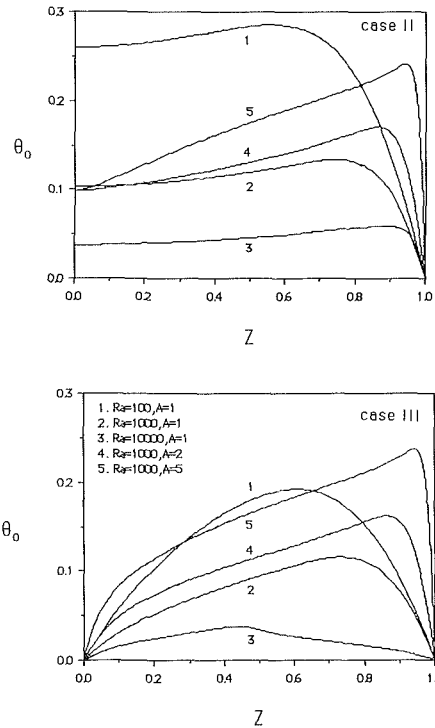 case II
0.3
0.2
0.1
0.0
θ₀
1
5
4
2
3
0.0 0.2 0.4 0.6 0.8 1.0
Z
case III
0.3
0.2
0.1
0.0
θ₀
1. Ra=100,A=1
2. Ra=1000,A=1
3. Ra=10000,A=1
4. Ra=1000,A=2
5. Ra=1000,A=5
1
5
4
2
3
0.0 0.2 0.4 0.6 0.8 1.0
Z